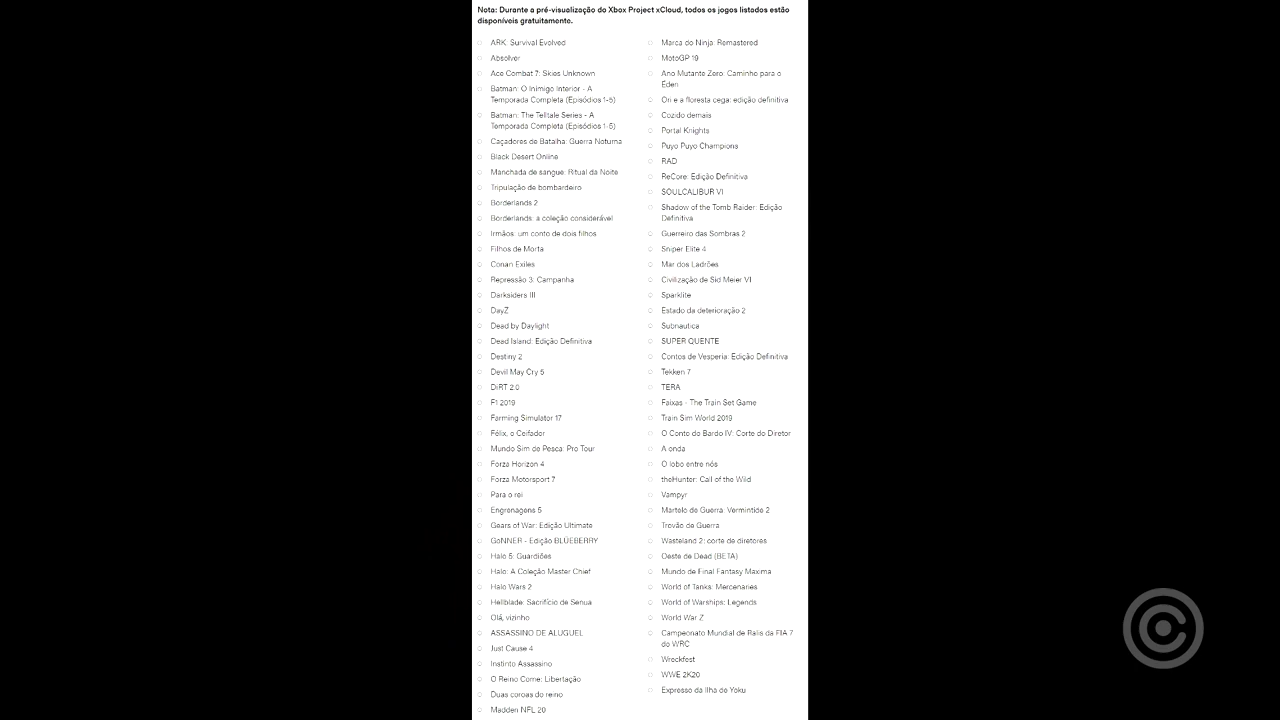 Nota: Durante a pré-visualização do Xbox Project xCloud, todos os jogos listados estão
disponíveis gratuitamente.
ARK: Survival Evolved
Absolver
Ace Combat 7: Skies Unknown
Batman: O Inimigo Interior - A
Temporada Completa (Episódios 1-5)
Batman: The Telltale Series - A
Temporada Completa (Episódios 1-5)
Caçadores de Batalha: Guerra Noturna
Black Desert Online
Manchada de sangue: Ritual da Noite
Tripulação de bombardeiro
Borderlands 2
Borderlands: a coleção considerável
Irmãos: um conto de dois filhos
Filhos de Morta
Conan Exiles
Repressão 3: Campanha
Darksiders III
DayZ
Dead by Daylight
Dead Island: Edição Definitiva
Destiny 2
Devil May Cry 5
DiRT 2.0
F1 2019
Farming Simulator 17
Félix, o Ceifador
Mundo Sim de Pesca: Pro Tour
Forza Horizon 4
Forza Motorsport 7
Para o rei
Engrenagens 5
Gears of War: Edição Ultimate
GoNNER - Edição BLÜEBERRY
Halo 5: Guardiões
Halo: A Coleção Master Chief
Halo Wars 2
Hellblade: Sacrifício de Senua
Olá, vizinho
ASSASSINO DE ALUGUEL
Just Cause 4
Instinto Assassino
O Reino Come: Libertação
Duas coroas do reino
Madden NFL 20
Marca do Ninja: Remastered
MotoGP 19
Ano Mutante Zero: Caminho para o
Éden
Ori e a floresta cega: edição definitiva
Cozido demais
Portal Knights
Puyo Puyo Champions
RAD
ReCore: Edição Definitiva
SOULCALIBUR VI
Shadow of the Tomb Raider: Edição
Definitiva
Guerreiro das Sombras 2
Sniper Elite 4
Mar dos Ladrões
Civilização de Sid Meier VI
Sparklite
Estado da deterioração 2
Subnautica
SUPER QUENTE
Contos de Vesperia: Edição Definitiva
Tekken 7
TERA
Faixas - The Train Set Game
Train Sim World 2019
O Conto do Bardo IV: Corte do Diretor
A onda
O lobo entre nós
theHunter: Call of the Wild
Vampyr
Martelo de Guerra: Vermintide 2
Trovão de Guerra
Wasteland 2: corte de diretores
Oeste de Dead (BETA)
Mundo de Final Fantasy Maxima
World of Tanks: Mercenaries
World of Warships: Legends
World War Z
Campeonato Mundial de Ralis da FIA 7
do WRC
Wreckfest
WWE 2K20
Expresso da Ilha de Yoku